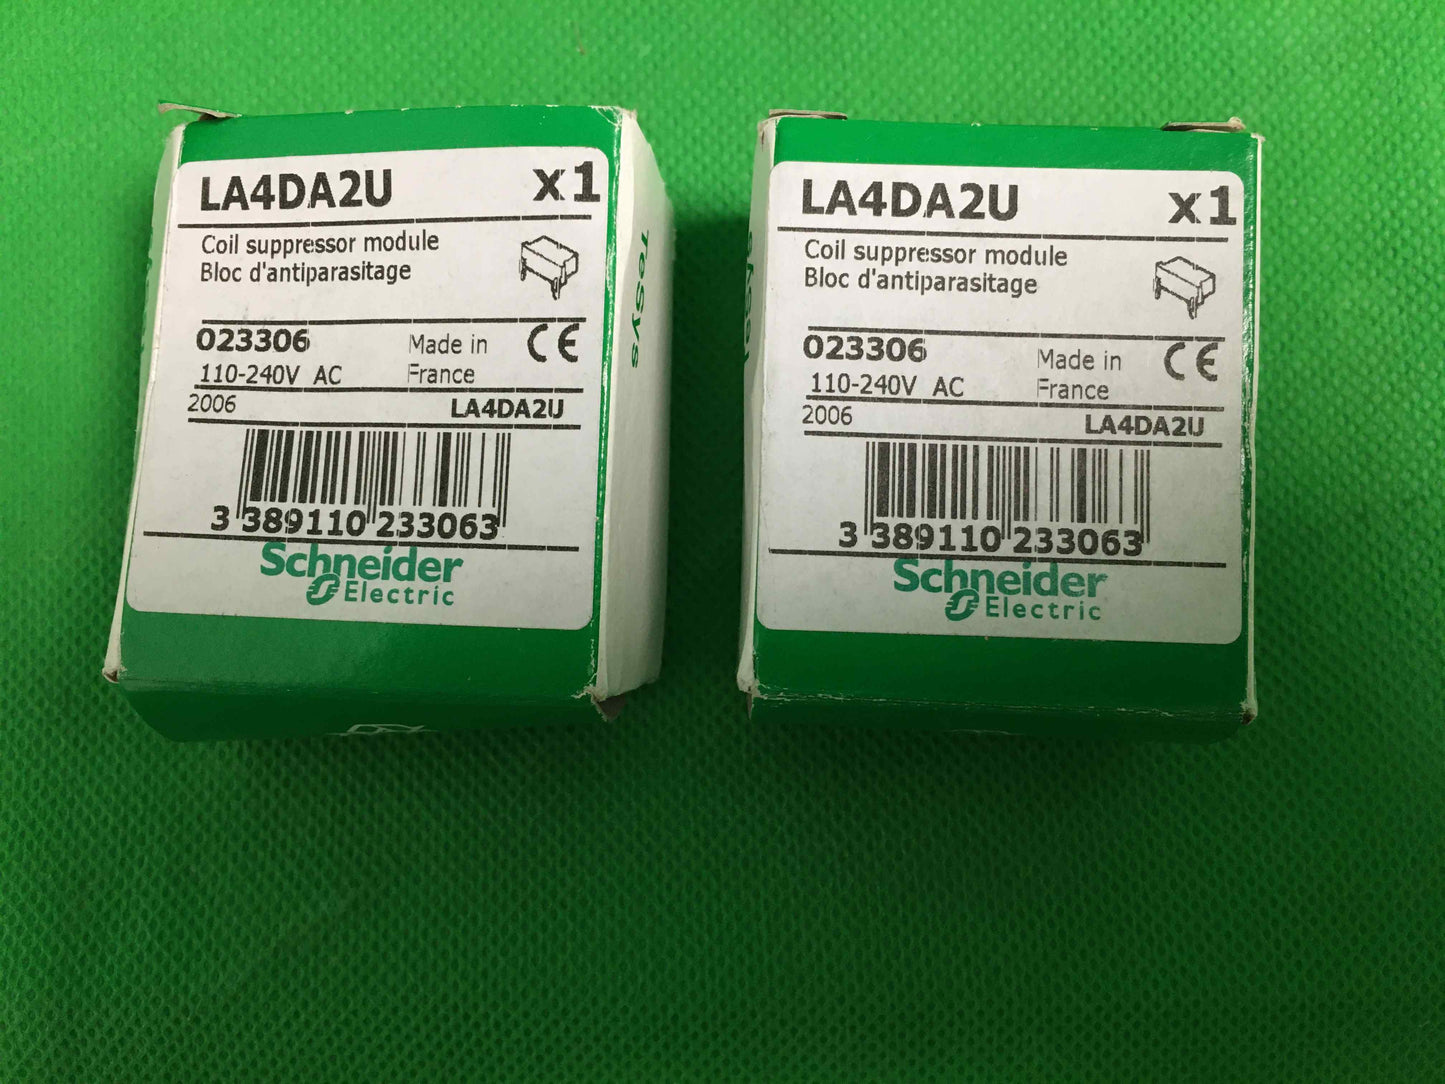 LA4DA2U x1
Coil suppressor module
Bloc d'antiparasitage
023306 Made in CE
110-240V AC France
2006 LA4DA2U
3 389110 233063
Schneider
Electric
TeSys
LA4DA2U x1
Coil suppressor module
Bloc d'antiparasitage
023306 Made in CE
110-240V AC France
2006 LA4DA2U
3 389110 233063
Schneider
Electric